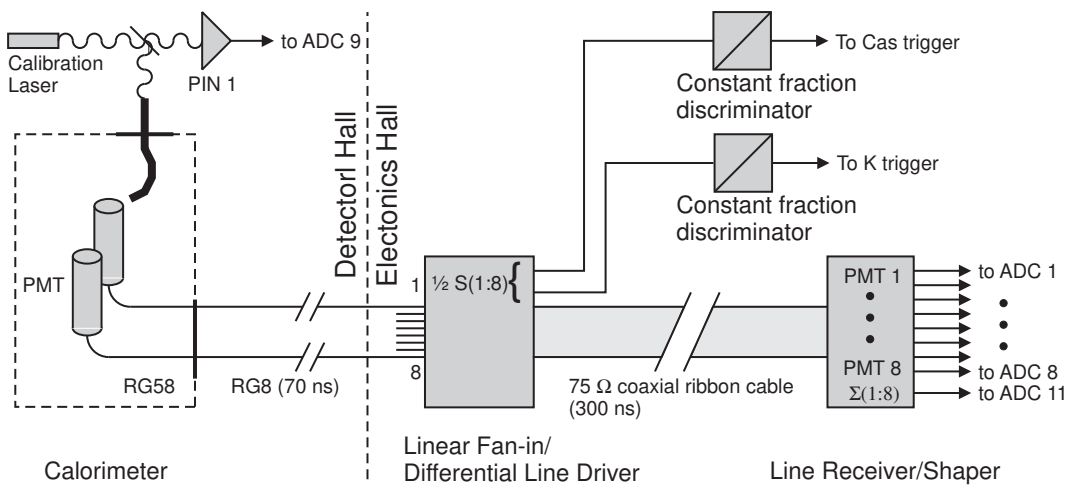 to ADC 9
Calibration
Laser
PIN 1
Detectorl Hall
Electonics Hall
To Cas trigger
Constant fraction
discriminator
To K trigger
Constant fraction
discriminator
PMT
RG58
RG8 (70 ns)
1
8
½ S(1:8){
75 Ω coaxial ribbon cable
(300 ns)
PMT 1
PMT 8
Σ(1:8)
to ADC 1
to ADC 8
to ADC 11
Calorimeter
Linear Fan-in/
Differential Line Driver
Line Receiver/Shaper